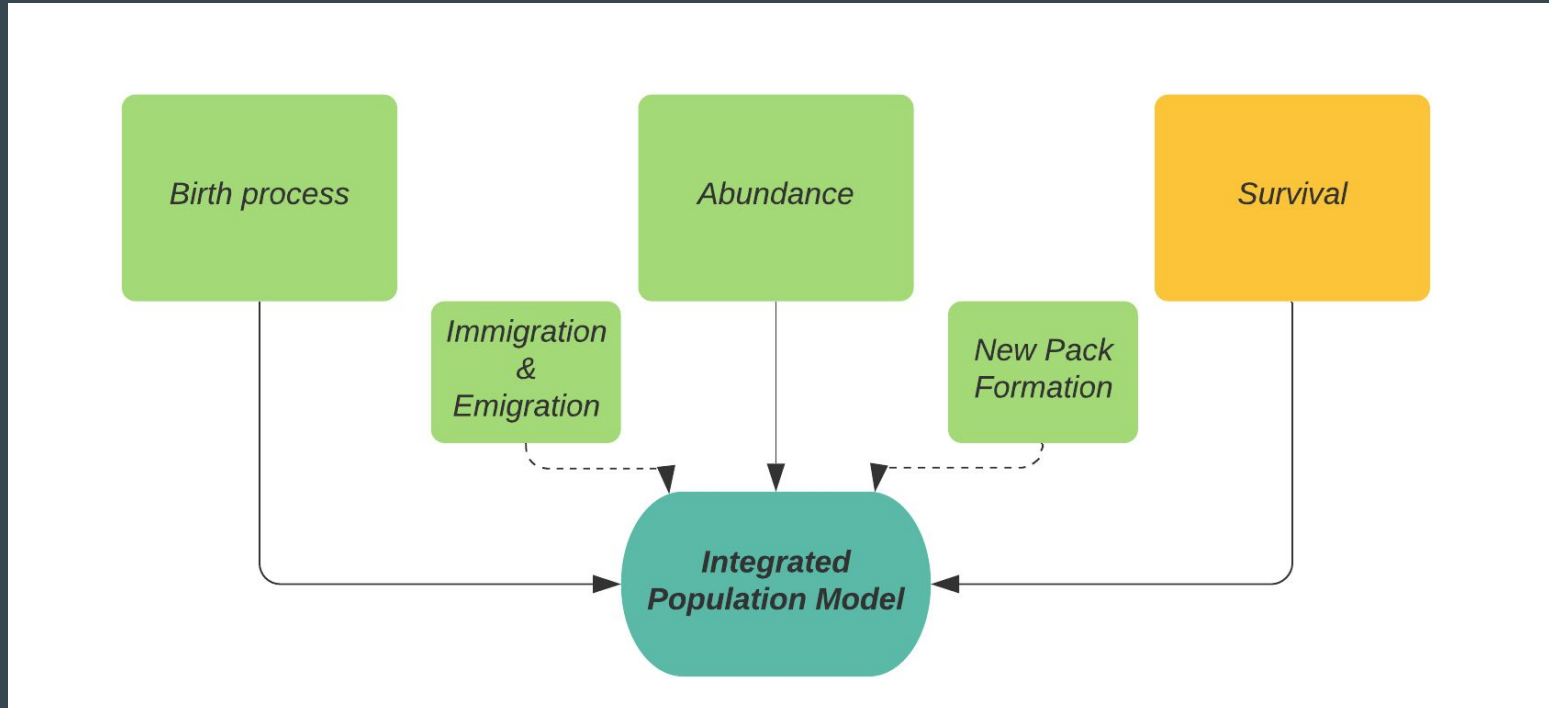 Birth process
Abundance
Survival
Immigration
&
Emigration
New Pack
Formation
Integrated
Population Model